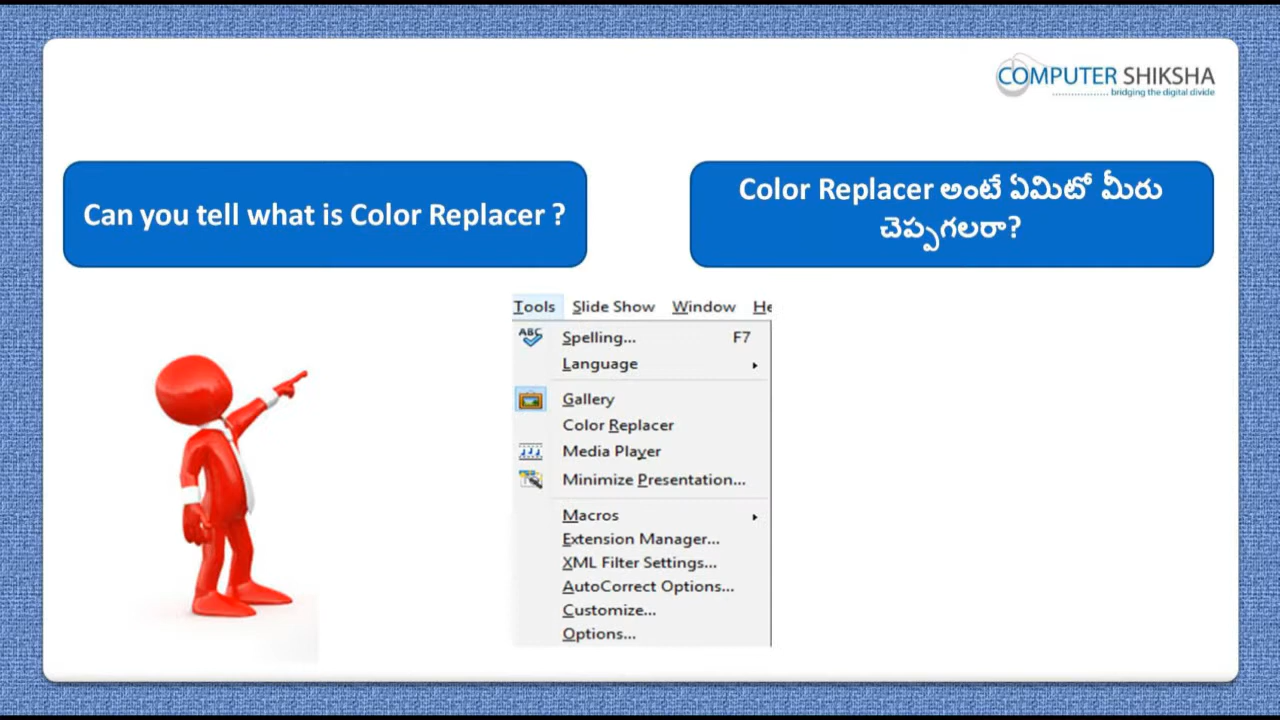 COMPUTER SHIKSHA
.................. bridging the digital divide
Can you tell what is Color Replacer ?
Color Replacer అంటే ఏమిటో మీరు
చెప్పగలరా?
Tools Slide Show Window He
ABC Spelling... F7
Language
Gallery
Color Replacer
Media Player
Minimize Presentation...
Macros
Extension Manager...
XML Filter Settings...
AutoCorrect Options...
Customize...
Options...